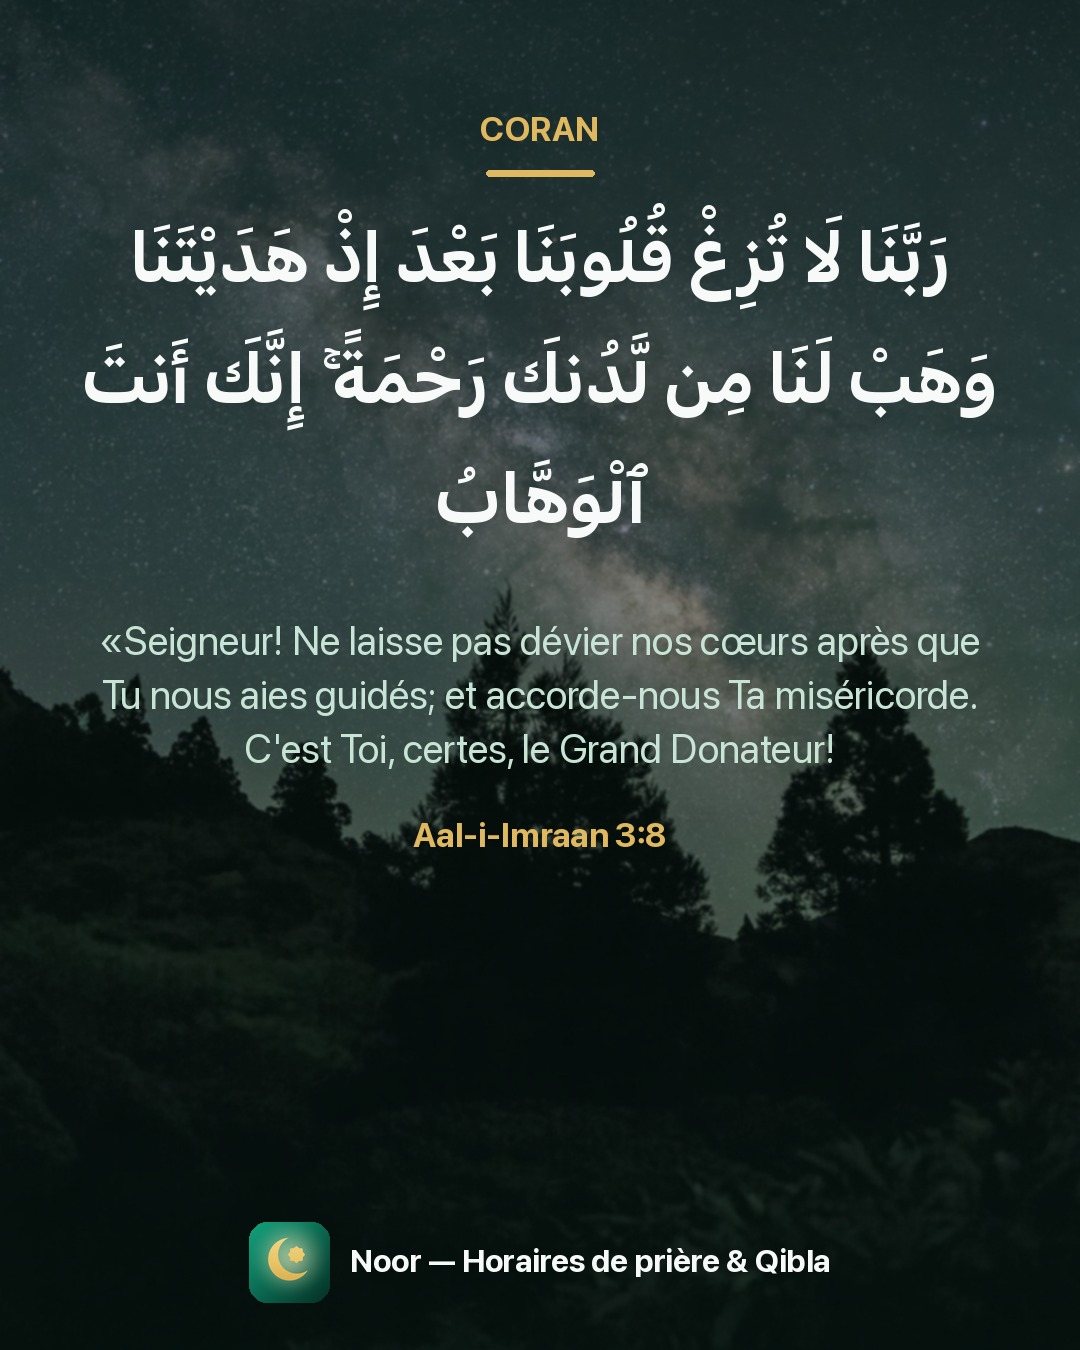 CORAN
رَبَّنَا لَا تُزِغْ قُلُوبَنَا بَعْدَ إِذْ هَدَيْتَنَا
وَهَبْ لَنَا مِن لَّدُنكَ رَحْمَةً ۚ إِنَّكَ أَنتَ
ٱلْوَهَّابُ
«Seigneur! Ne laisse pas dévier nos cœurs après que
Tu nous aies guidés; et accorde-nous Ta miséricorde.
C'est Toi, certes, le Grand Donateur!
Aal-i-Imraan 3:8
Noor — Horaires de prière & Qibla